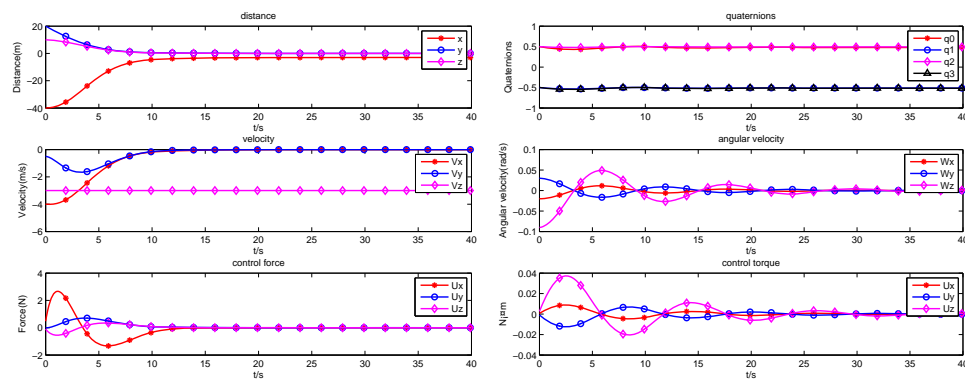 distance
Distance(m)
20
0
−20
−40
0 5 10 15 20 25 30 35 40
t/s
x
y
z
quaternions
Quaternions
1
0.5
0
−0.5
−1
0 5 10 15 20 25 30 35 40
t/s
q0
q1
q2
q3
velocity
Velocity(m/s)
0
−2
−4
−6
0 5 10 15 20 25 30 35 40
t/s
Vx
Vy
Vz
angular velocity
Angular velocity(rad/s)
0.1
0.05
0
−0.05
−0.1
0 5 10 15 20 25 30 35 40
t/s
Wx
Wy
Wz
control force
Force(N)
4
2
0
−2
0 5 10 15 20 25 30 35 40
t/s
Ux
Uy
Uz
control torque
N¡¤m
0.04
0.02
0
−0.02
−0.04
0 5 10 15 20 25 30 35 40
t/s
Ux
Uy
Uz